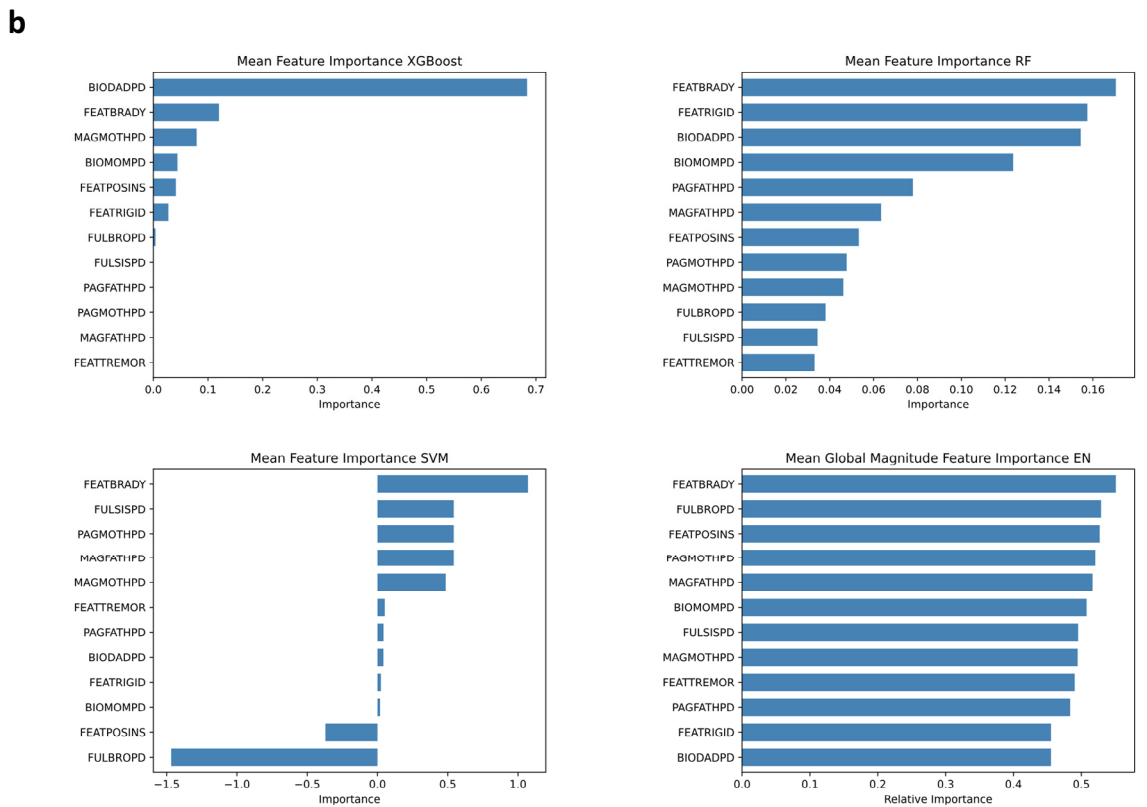 b
Mean Feature Importance XGBoost
BIODADPD
FEATBRADY
MAGMOTHPD
BIOMOMPD
FEATPOSINS
FEATRIGID
FULBROPD
FULSISPD
PAGFATHPD
PAGMOTHPD
MAGFATHPD
FEATTREMOR
0.0 0.1 0.2 0.3 0.4 0.5 0.6 0.7
Importance
Mean Feature Importance RF
FEATBRADY
FEATRIGID
BIODADPD
BIOMOMPD
PAGFATHPD
MAGFATHPD
FEATPOSINS
PAGMOTHPD
MAGMOTHPD
FULBROPD
FULSISPD
FEATTREMOR
0.00 0.02 0.04 0.06 0.08 0.10 0.12 0.14 0.16
Importance
Mean Feature Importance SVM
FEATBRADY
FULSISPD
PAGMOTHPD
MAGFATHPD
MAGMOTHPD
FEATTREMOR
PAGFATHPD
BIODADPD
FEATRIGID
BIOMOMPD
FEATPOSINS
FULBROPD
−1.5 −1.0 −0.5 0.0 0.5 1.0
Importance
Mean Global Magnitude Feature Importance EN
FEATBRADY
FULBROPD
FEATPOSINS
PAGMOTHPD
MAGFATHPD
BIOMOMPD
FULSISPD
MAGMOTHPD
FEATTREMOR
PAGFATHPD
FEATRIGID
BIODADPD
0.0 0.1 0.2 0.3 0.4 0.5
Relative Importance